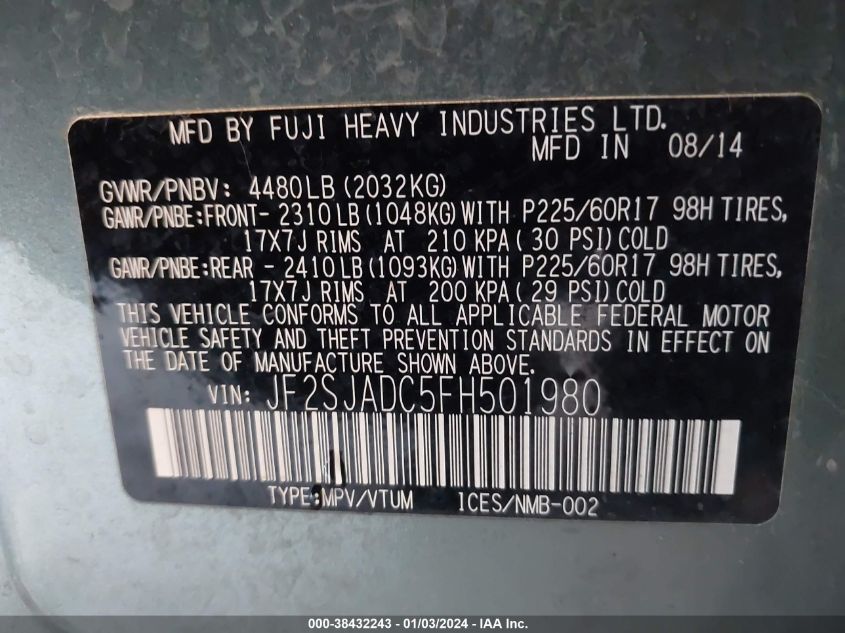 MFD BY FUJI HEAVY INDUSTRIES LTD.
MFD IN 08/14
GVWR/PNBV: 4480LB (2032KG)
GAWR/PNBE:FRONT- 2310LB (1048KG) WITH P225/60R17 98H TIRES,
17X7J RIMS AT 210 KPA( 30 PSI) COLD
GAWR/PNBE:REAR - 2410LB (1093KG) WITH P225/60R17 98H TIRES,
17X7J RIMS AT 200 KPA( 29 PSI) COLD
THIS VEHICLE CONFORMS TO ALL APPLICABLE FEDERAL MOTOR
VEHICLE SAFETY AND THEFT PREVENTION STANDARDS IN EFFECT ON
THE DATE OF MANUFACTURE SHOWN ABOVE.
VIN: JF2SJADC5FH501980
TYPE:MPV/VTUM ICES/NMB-002
000-38432243 - 01/03/2024 - IAA Inc.